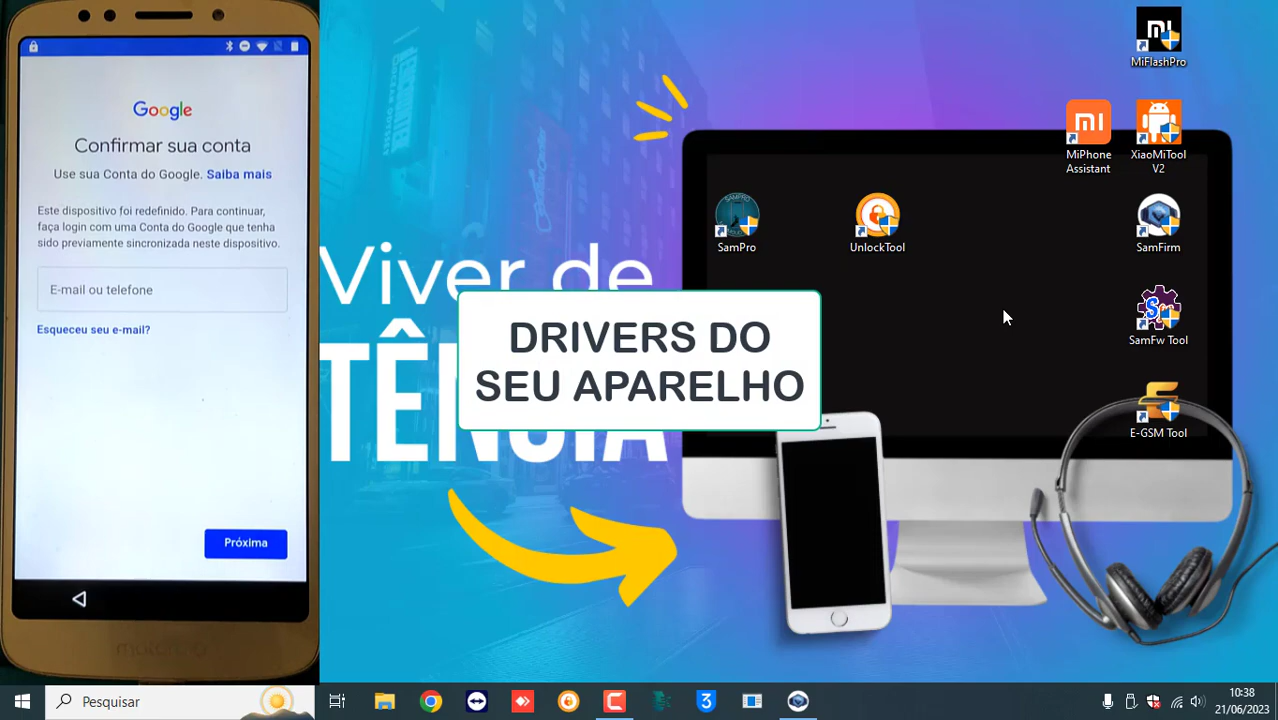 Google
Confirmar sua conta
Use sua Conta do Google. Saiba mais
Este dispositivo foi redefinido. Para continuar,
faça login com uma Conta do Google que tenha
sido previamente sincronizada neste dispositivo.
E-mail ou telefone
Esqueceu seu e-mail?
Próxima
motorola
Viver de
TÊNCIA
DRIVERS DO
SEU APARELHO
MiFlashPro
MiPhone
Assistant
XiaoMiTool
V2
SamPro
UnlockTool
SamFirm
SamFw Tool
E-GSM Tool
Pesquisar
10:38
21/06/2023